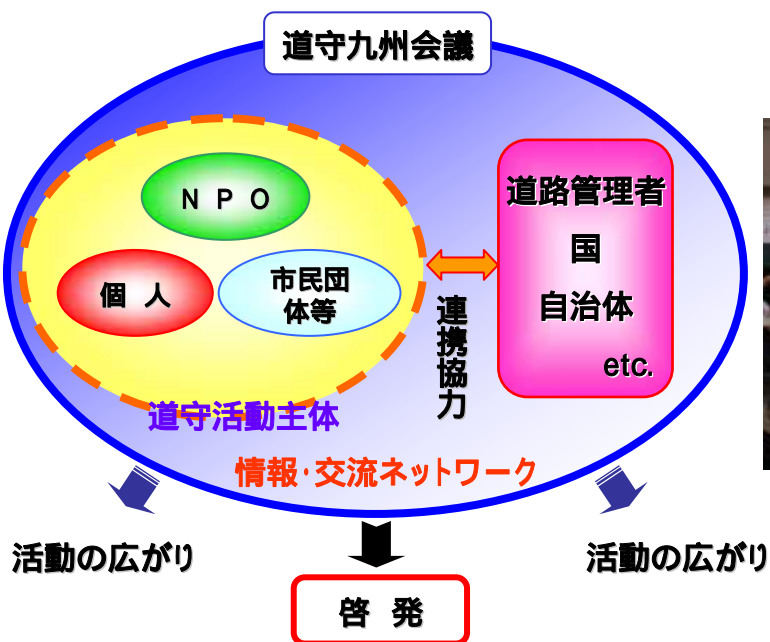 道守九州会議
ＮＰＯ
個人
市民団
体等
道守活動主体
連携協力
道路管理者
国
自治体
etc.
情報・交流ネットワーク
活動の広がり
活動の広がり
啓発